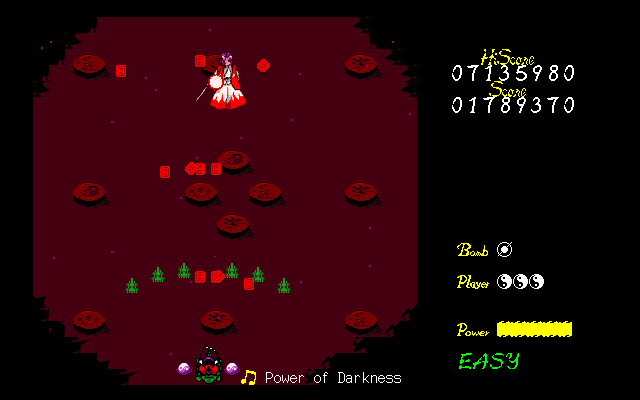 HiScore
07135980
Score
01789370
Bomb
Player
Power
EASY
Power of Darkness